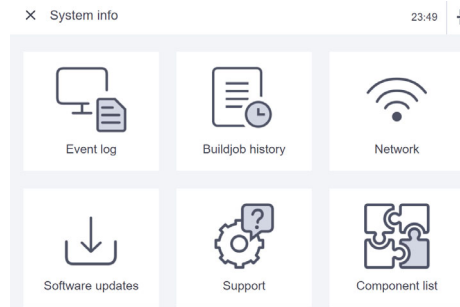 System info
23:49
Event log
Buildjob history
Network
Software updates
Support
Component list